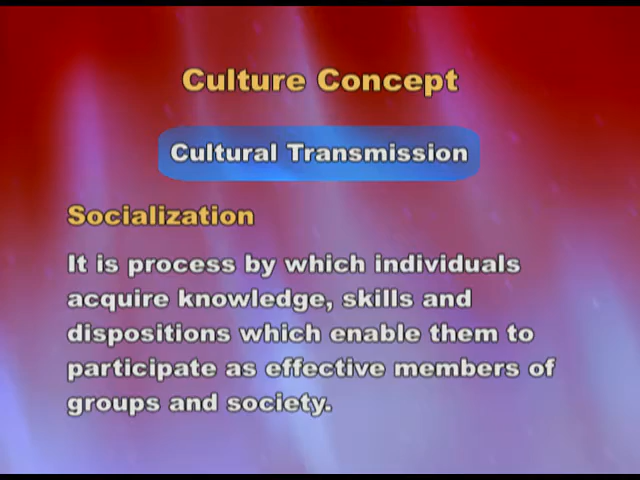 Culture Concept
Cultural Transmission
Socialization
It is process by which individuals
acquire knowledge, skills and
dispositions which enable them to
participate as effective members of
groups and society.